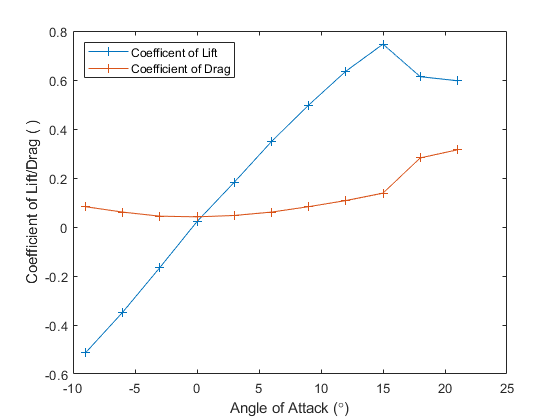 Coefficent of Lift
Coefficient of Drag
0.8
0.6
0.4
0.2
0
-0.2
-0.4
-0.6
Coefficient of Lift/Drag ( )
-10 -5 0 5 10 15 20 25
Angle of Attack (°)